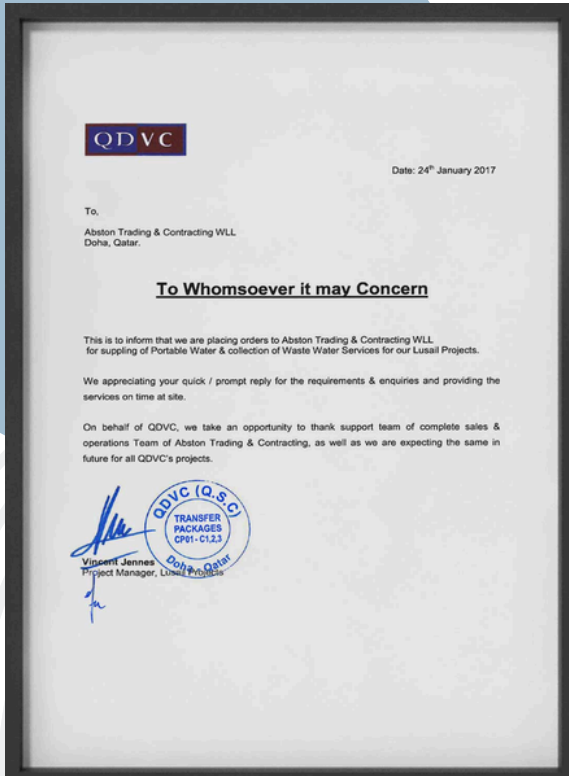 QDVC
Date: 24th January 2017
To,
Abston Trading & Contracting WLL
Doha, Qatar.
To Whomsoever it may Concern
This is to inform that we are placing orders to Abston Trading & Contracting WLL
for suppling of Portable Water & collection of Waste Water Services for our Lusail Projects.
We appreciating your quick / prompt reply for the requirements & enquiries and providing the
services on time at site.
On behalf of QDVC, we take an opportunity to thank support team of complete sales &
operations Team of Abston Trading & Contracting, as well as we are expecting the same in
future for all QDVC's projects.
QDVC (Q.S.C)
TRANSFER
PACKAGES
CP01- C1,2,3
Doha - Qatar
Vincent Jennes
Project Manager, Lusail Projects